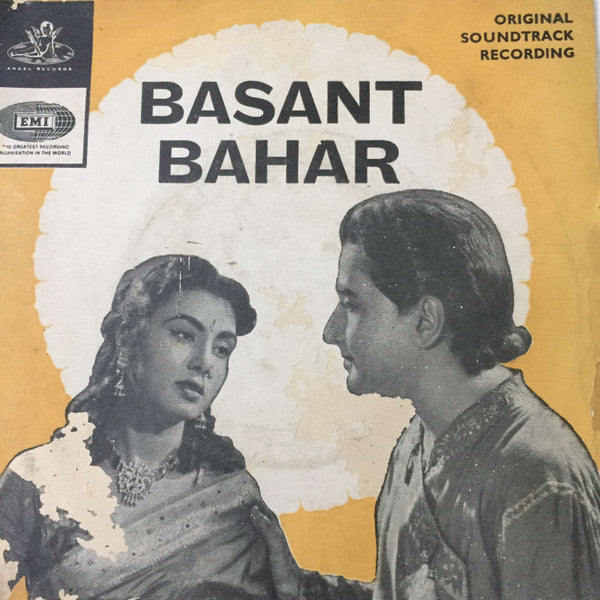 ORIGINAL
SOUNDTRACK
RECORDING
ANGEL RECORDS
BASANT
BAHAR
EMI
THE GREATEST RECORDING
ORGANISATION IN THE WORLD